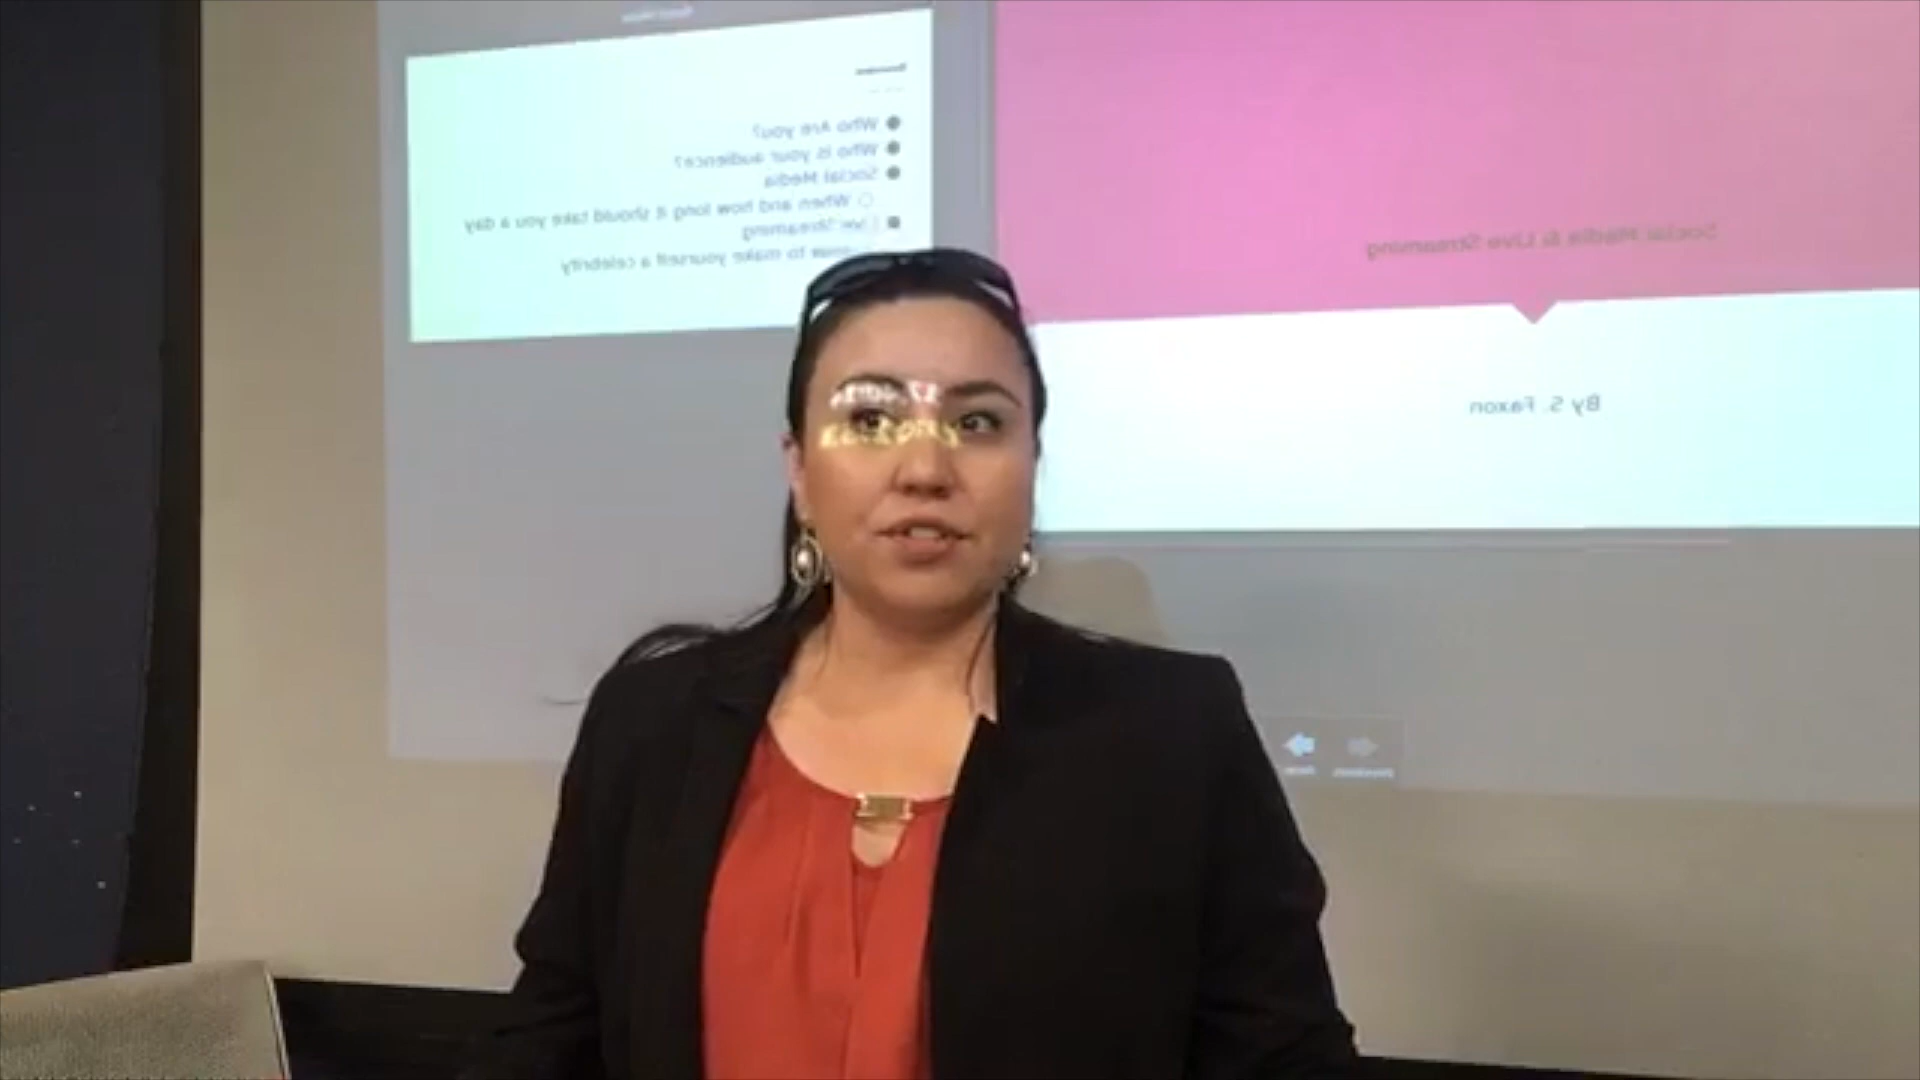 Who Are you?
Who is your audience?
Social Media
When and how long it should take you a day
Live Streaming
to make yourself a celebrity
Social Media & Live Streaming
By S. Faxon